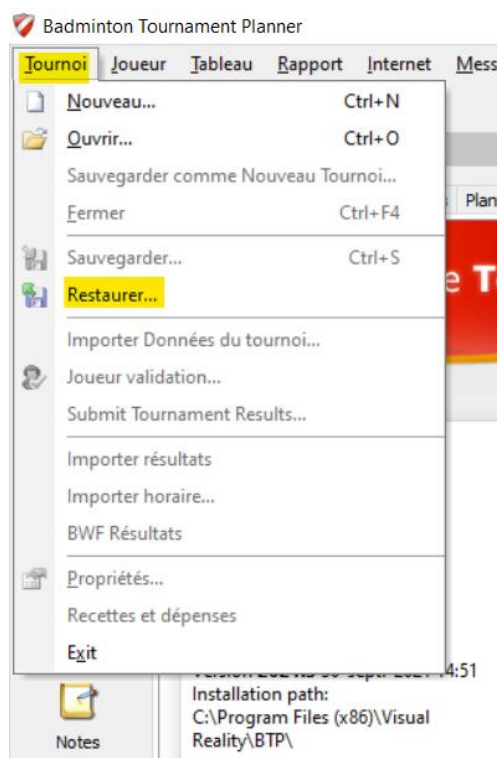 Badminton Tournament Planner
Tournoi Joueur Tableau Rapport Internet Mess
Nouveau... Ctrl+N
Ouvrir... Ctrl+O
Sauvegarder comme Nouveau Tournoi...
Fermer Ctrl+F4
Plan
Sauvegarder... Ctrl+S
e T
Restaurer...
Importer Données du tournoi...
Joueur validation...
Submit Tournament Results...
Importer résultats
Importer horaire...
BWF Résultats
Propriétés...
Recettes et dépenses
Exit
4:51
Installation path:
C:\Program Files (x86)\Visual
Reality\BTP\
Notes